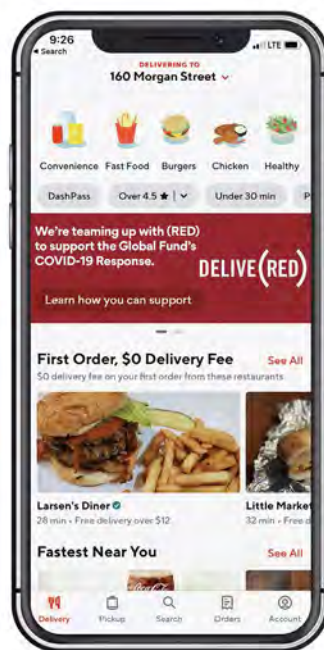 9:26
LTE
Search
DELIVERING TO
160 Morgan Street
Convenience Fast Food Burgers Chicken Healthy
DashPass Over 4.5 ★ Under 30 min P
We're teaming up with (RED)
to support the Global Fund's
COVID-19 Response.
DELIVE(RED)
Learn how you can support
First Order, $0 Delivery Fee See All
$0 delivery fee on your first order from these restaurants
Larsen's Diner Little Market
28 min • Free delivery over $12 32 min • Free d
Fastest Near You See All
Delivery Pickup Search Orders Account